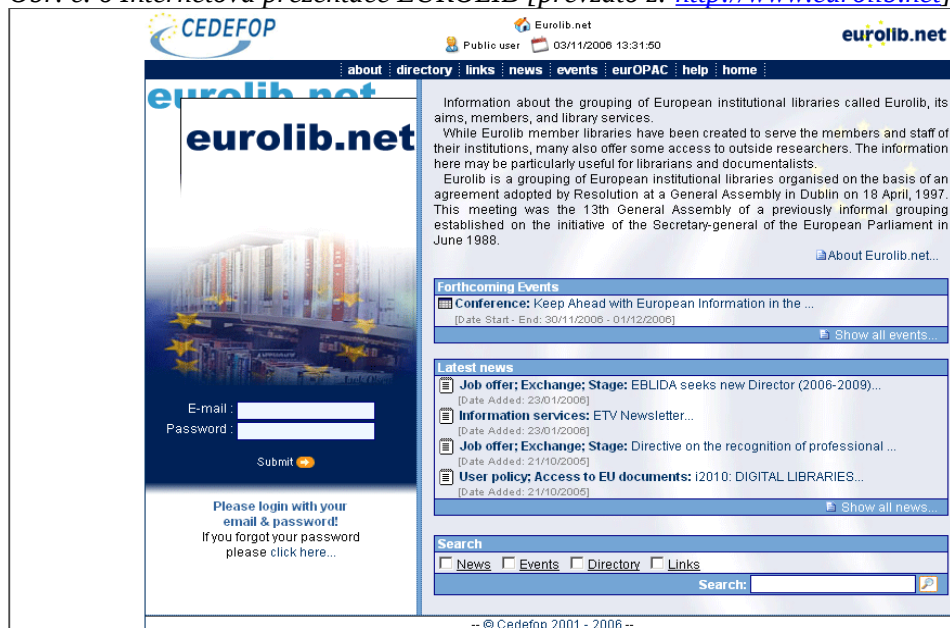 Obr. č. 6 Internetová prezentace EUROLIB [převzato z: http://www.eurolib.net]
CEDEFOP
Eurolib.net
Public user 03/11/2006 13:31:50
eurolib.net
about directory links news events eurOPAC help home
eurolib.net
eurolib.net
Information about the grouping of European institutional libraries called Eurolib, its
aims, members, and library services.
While Eurolib member libraries have been created to serve the members and staff of
their institutions, many also offer some access to outside researchers. The information
here may be particularly useful for librarians and documentalists.
Eurolib is a grouping of European institutional libraries organised on the basis of an
agreement adopted by Resolution at a General Assembly in Dublin on 18 April, 1997.
This meeting was the 13th General Assembly of a previously informal grouping
established on the initiative of the Secretary-general of the European Parliament in
June 1988.
About Eurolib.net...
Forthcoming Events
Conference: Keep Ahead with European Information in the ...
[Date Start - End: 30/11/2006 - 01/12/2006]
Show all events...
Latest news
Job offer; Exchange; Stage: EBLIDA seeks new Director (2006-2009)...
[Date Added: 23/01/2006]
Information services: ETV Newsletter...
[Date Added: 23/01/2006]
Job offer; Exchange; Stage: Directive on the recognition of professional ...
[Date Added: 21/10/2005]
User policy; Access to EU documents: i2010: DIGITAL LIBRARIES...
[Date Added: 21/10/2005]
Show all news...
E-mail :
Password :
Submit
Please login with your
email & password!
If you forgot your password
please click here...
Search
News Events Directory Links
Search:
-- © Cedefop 2001 - 2006 --